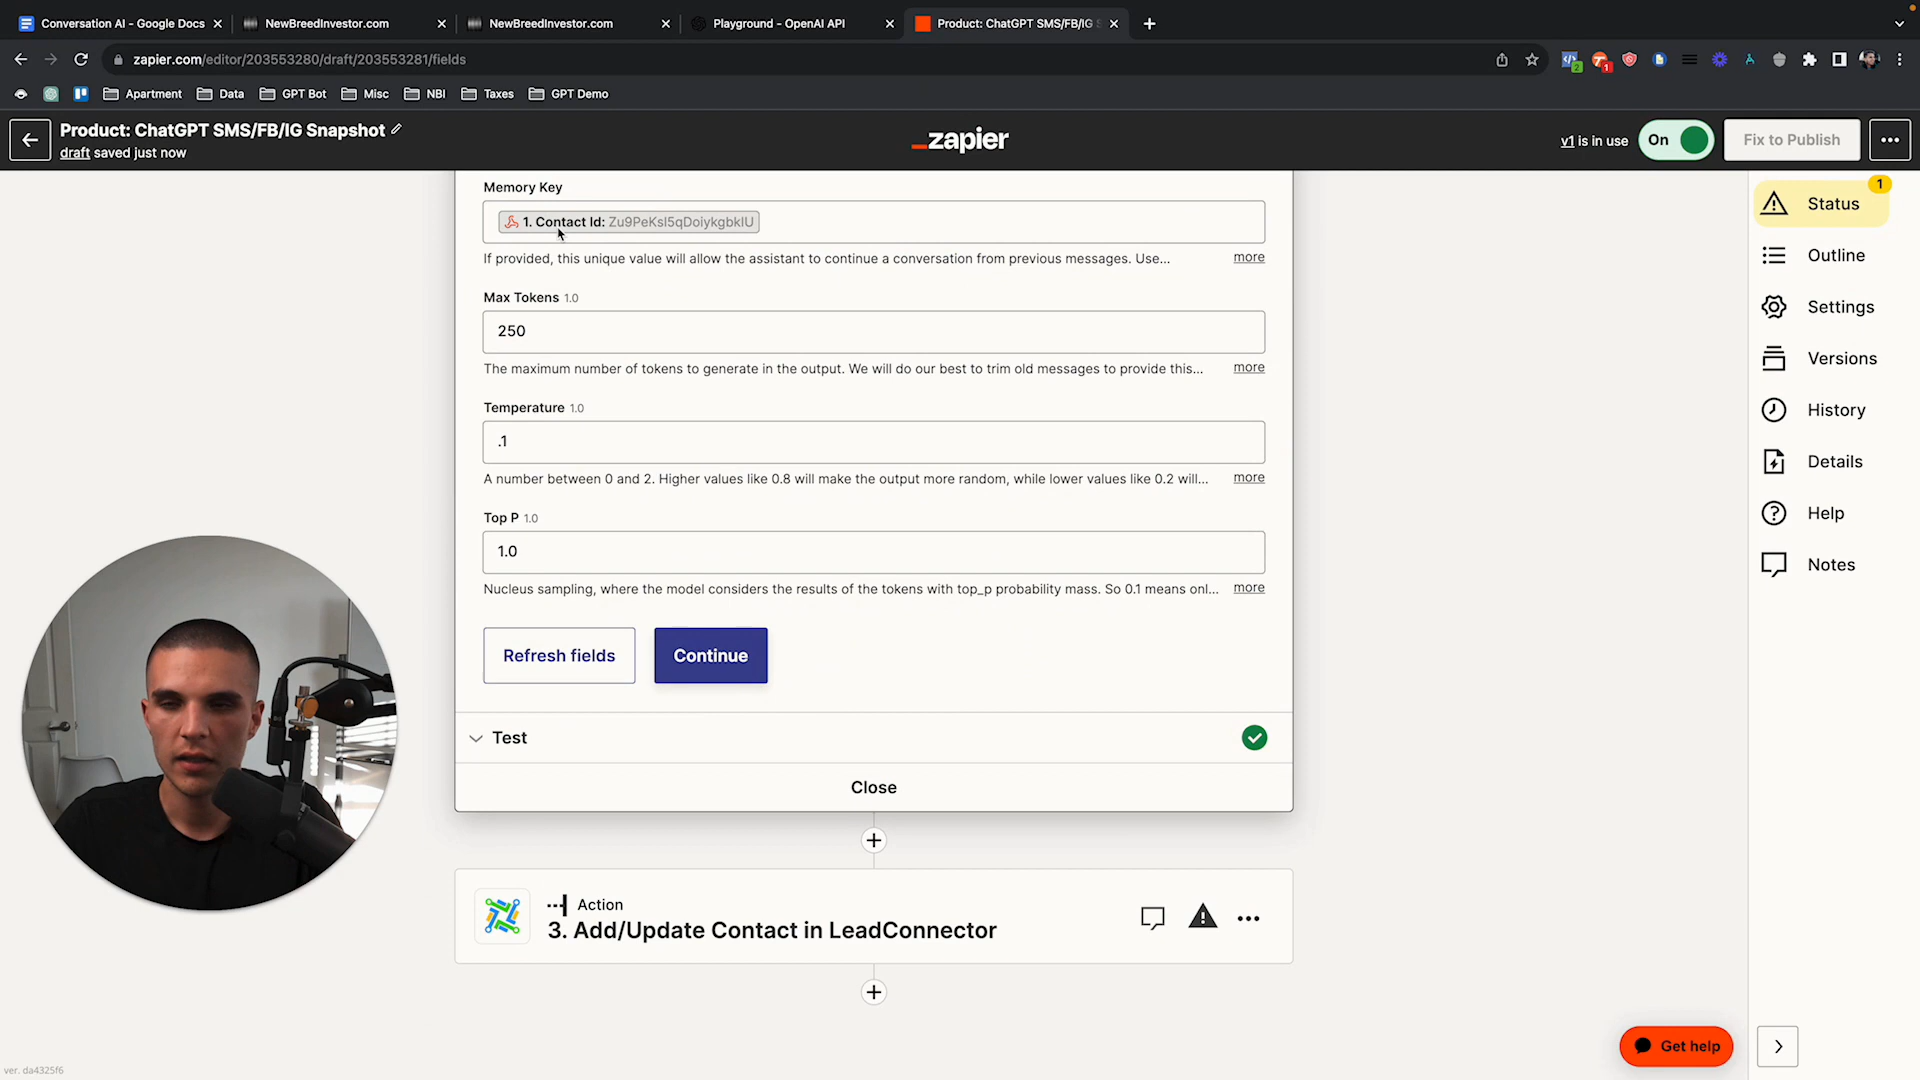 Conversation AI - Google Docs
NewBreedInvestor.com
NewBreedInvestor.com
Playground - OpenAI API
Product: ChatGPT SMS/FB/IG S
zapier.com/editor/203553280/draft/203553281/fields
2
1
Apartment
Data
GPT Bot
Misc
NBI
Taxes
GPT Demo
Product: ChatGPT SMS/FB/IG Snapshot
draft saved just now
zapier
v1 is in use
On
Fix to Publish
Memory Key
1. Contact Id: Zu9PeKsl5qDoiykgbkIU
If provided, this unique value will allow the assistant to continue a conversation from previous messages. Use...
more
Max Tokens 1.0
250
The maximum number of tokens to generate in the output. We will do our best to trim old messages to provide this...
more
Temperature 1.0
.1
A number between 0 and 2. Higher values like 0.8 will make the output more random, while lower values like 0.2 will...
more
Top P 1.0
1.0
Nucleus sampling, where the model considers the results of the tokens with top_p probability mass. So 0.1 means onl...
more
Refresh fields
Continue
Test
Close
Action
3. Add/Update Contact in LeadConnector
1
Status
Outline
Settings
Versions
History
Details
Help
Notes
Get help
ver. da4325f6